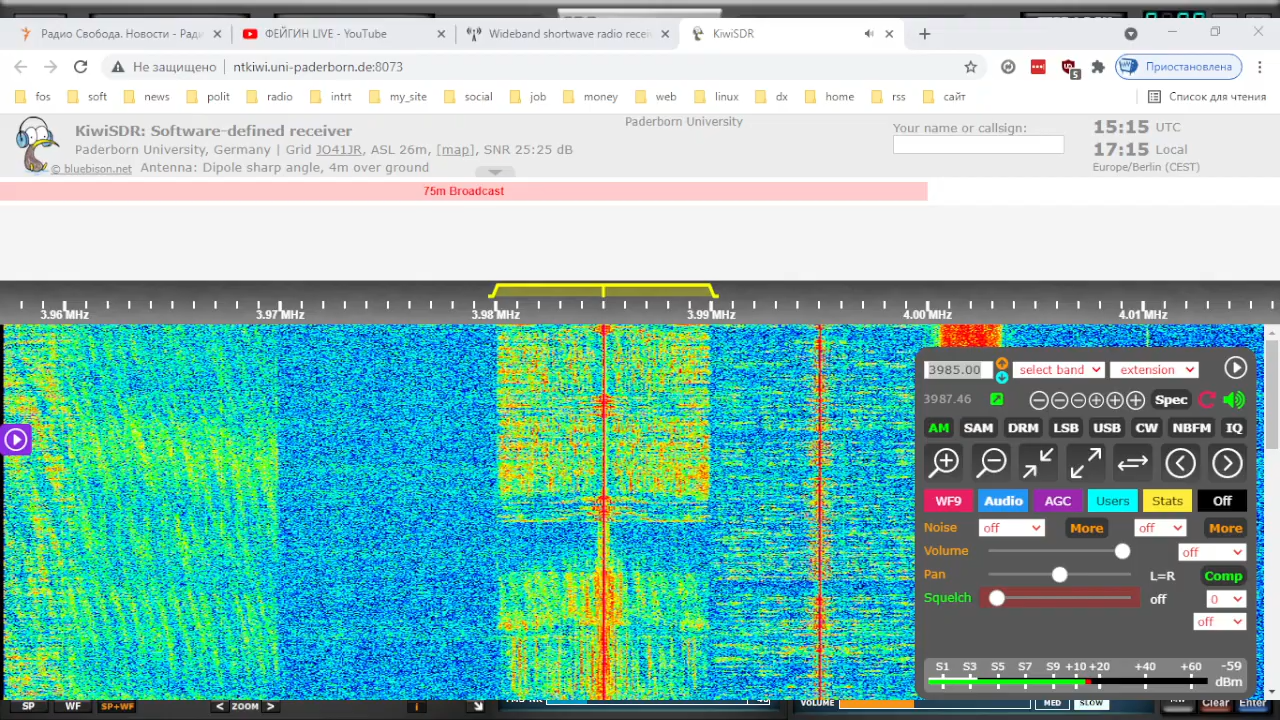 Радио Свобода. Новости - Ради
ФЕЙГИН LIVE - YouTube
Wideband shortwave radio recei
KiwiSDR
Не защищено
ntkiwi.uni-paderborn.de:8073
5
Приостановлена
fos soft news polit radio intrt my_site social job money web linux dx home rss сайт
Список для чтения
KiwiSDR: Software-defined receiver
Paderborn University, Germany | Grid JO41JR, ASL 26m, [map], SNR 25:25 dB
© bluebison.net Antenna: Dipole sharp angle, 4m over ground
Paderborn University
Your name or callsign:
15:15 UTC
17:15 Local
Europe/Berlin (CEST)
75m Broadcast
3.96 MHz 3.97 MHz 3.98 MHz 3.99 MHz 4.00 MHz 4.01 MHz
3985.00 select band extension
3987.46 Spec
AM SAM DRM LSB USB CW NBFM IQ
WF9 Audio AGC Users Stats Off
Noise off More off More
Volume off
Pan L=R Comp
Squelch off 0
off
S1 S3 S5 S7 S9 +10 +20 +40 +60 -59
dBm
SP WF SP+WF ZOOM VOLUME MED SLOW Clear Enter